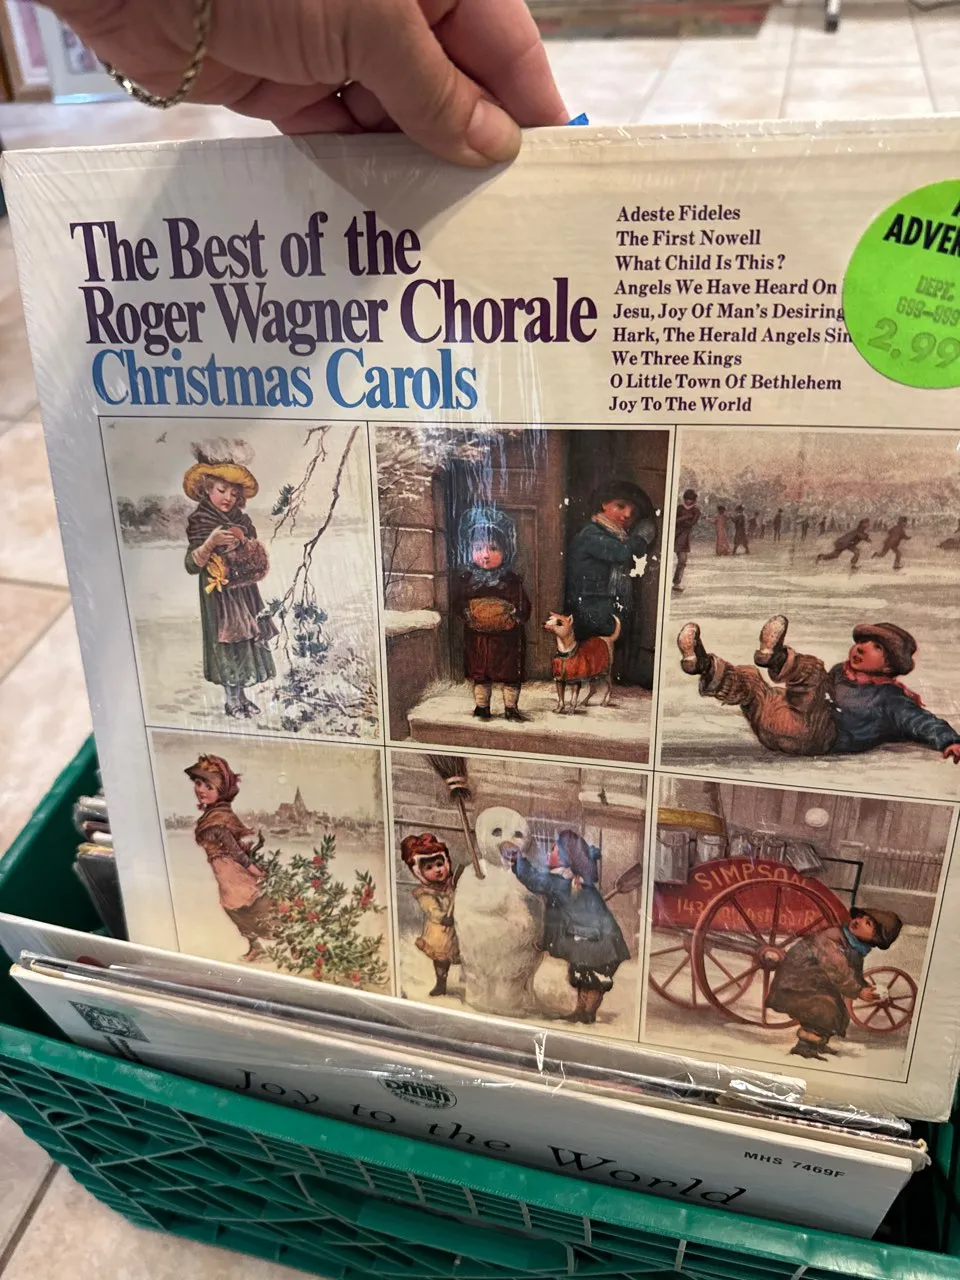 The Best of the
Roger Wagner Chorale
Christmas Carols
Adeste Fideles
The First Nowell
What Child Is This?
Angels We Have Heard On
Jesu, Joy Of Man's Desiring
Hark, The Herald Angels
We Three Kings
O Little Town Of Bethlehem
Joy To The World
DEPT.
2.99
SIMPSON
Joy to the World
MHS 7469F